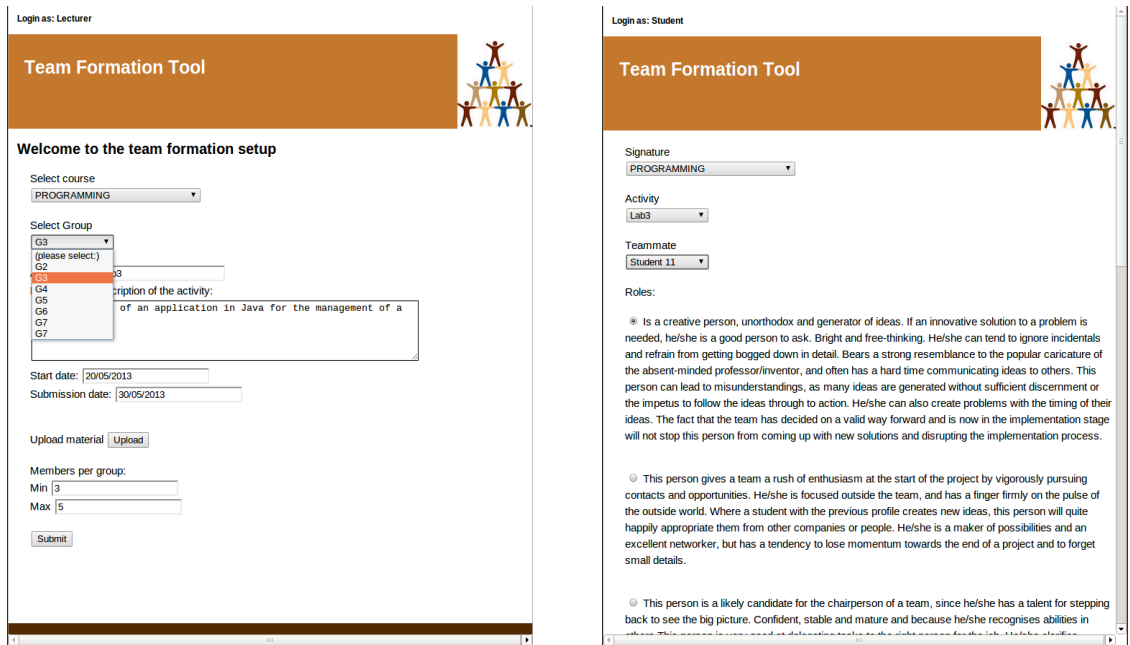 Login as: Lecturer
Team Formation Tool
Welcome to the team formation setup
Select course
PROGRAMMING
Select Group
G3
(please select:)
G2
G3
G4
G5
G6
G7
G7
cription of the activity:
of an application in Java for the management of a
Start date: 20/05/2013
Submission date: 30/05/2013
Upload material Upload
Members per group:
Min 3
Max 5
Submit
Login as: Student
Team Formation Tool
Signature
PROGRAMMING
Activity
Lab3
Teammate
Student 11
Roles:
Is a creative person, unorthodox and generator of ideas. If an innovative solution to a problem is
needed, he/she is a good person to ask. Bright and free-thinking. He/she can tend to ignore incidentals
and refrain from getting bogged down in detail. Bears a strong resemblance to the popular caricature of
the absent-minded professor/inventor, and often has a hard time communicating ideas to others. This
person can lead to misunderstandings, as many ideas are generated without sufficient discernment or
the impetus to follow the ideas through to action. He/she can also create problems with the timing of their
ideas. The fact that the team has decided on a valid way forward and is now in the implementation stage
will not stop this person from coming up with new solutions and disrupting the implementation process.
This person gives a team a rush of enthusiasm at the start of the project by vigorously pursuing
contacts and opportunities. He/she is focused outside the team, and has a finger firmly on the pulse of
the outside world. Where a student with the previous profile creates new ideas, this person will quite
happily appropriate them from other companies or people. He/she is a maker of possibilities and an
excellent networker, but has a tendency to lose momentum towards the end of a project and to forget
small details.
This person is a likely candidate for the chairperson of a team, since he/she has a talent for stepping
back to see the big picture. Confident, stable and mature and because he/she recognises abilities in